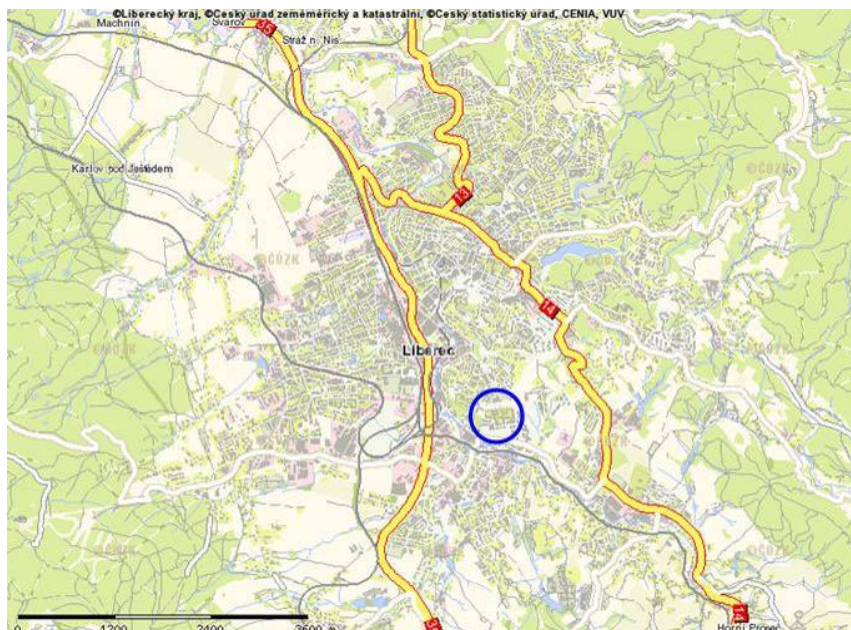 ©Liberecký kraj, ©Český úřad zeměměřický a katastrální, ©Český statistický úřad, CENIA, VUV
Machnín
Svárov
35
Stráž n. Nis.
Karlov pod Ještědem
©ČÚZK
13
©ČÚZK
©ČÚZK
14
Liberec
©ČÚZK
©ČÚZK
©ČÚZK
14
0 1200 2400 3600 m
Horní Proseč